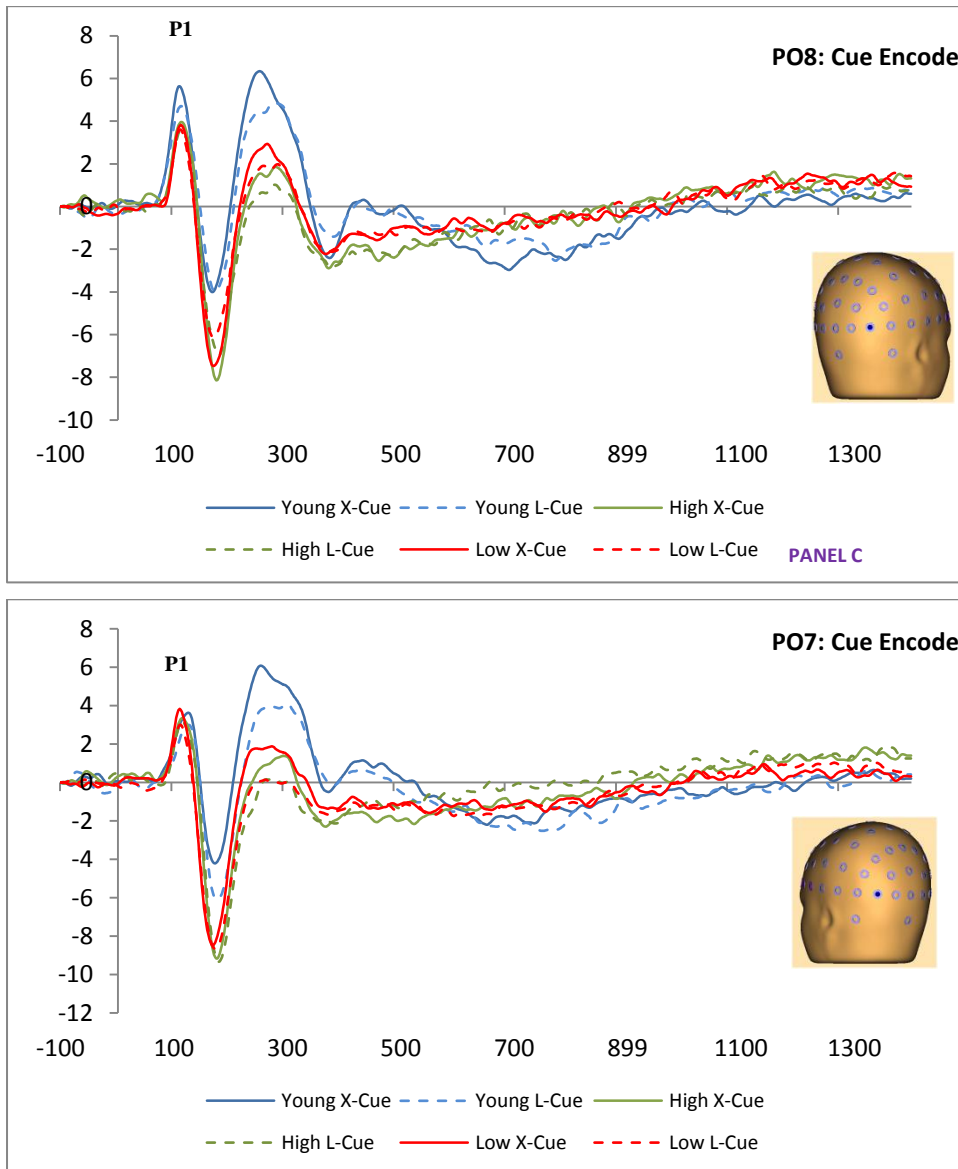 P1
PO8: Cue Encode
8
6
4
2
0
-2
-4
-6
-8
-10
-100 100 300 500 700 899 1100 1300
Young X-Cue Young L-Cue High X-Cue
High L-Cue Low X-Cue Low L-Cue
PANEL C
P1
PO7: Cue Encode
8
6
4
2
0
-2
-4
-6
-8
-10
-12
-100 100 300 500 700 899 1100 1300
Young X-Cue Young L-Cue High X-Cue
High L-Cue Low X-Cue Low L-Cue